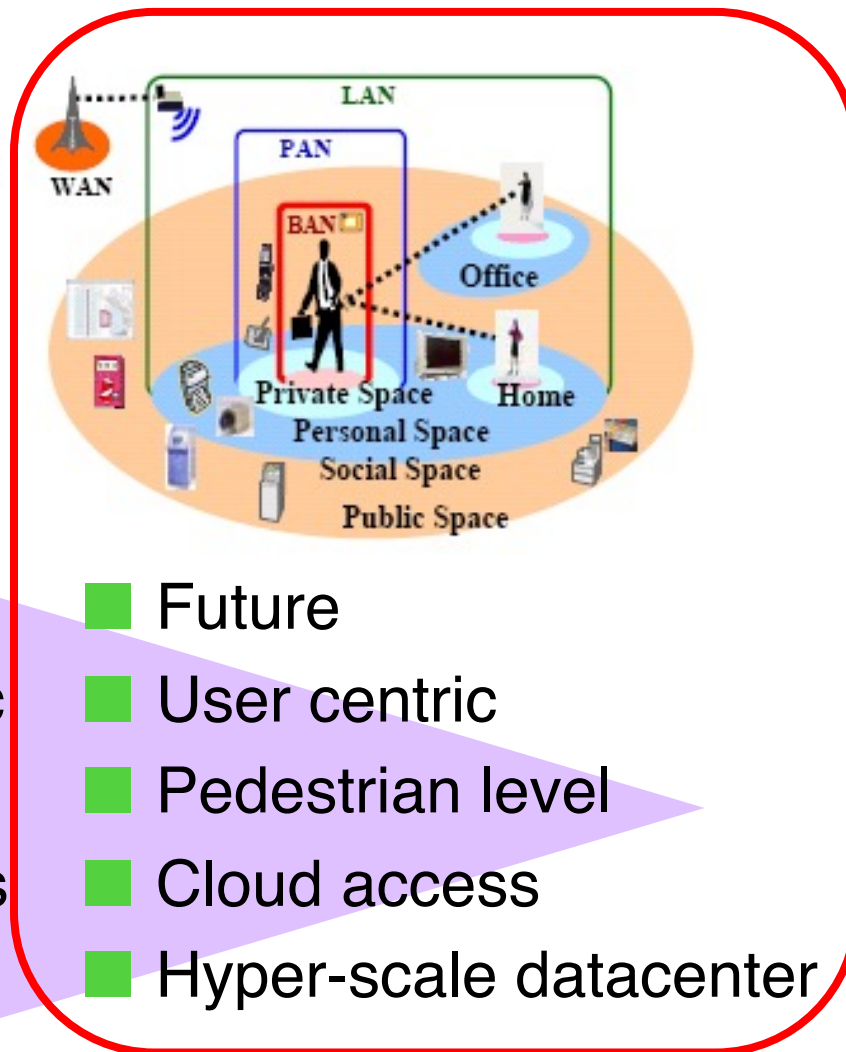 LAN
PAN
WAN
BAN
Office
Private Space
Home
Personal Space
Social Space
Public Space
Future
c
User centric
Pedestrian level
s
Cloud access
Hyper-scale datacenter